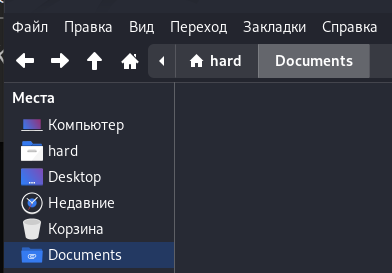 Файл Правка Вид Переход Закладки Справка
hard Documents
Места
Компьютер
hard
Desktop
Недавние
Корзина
Documents